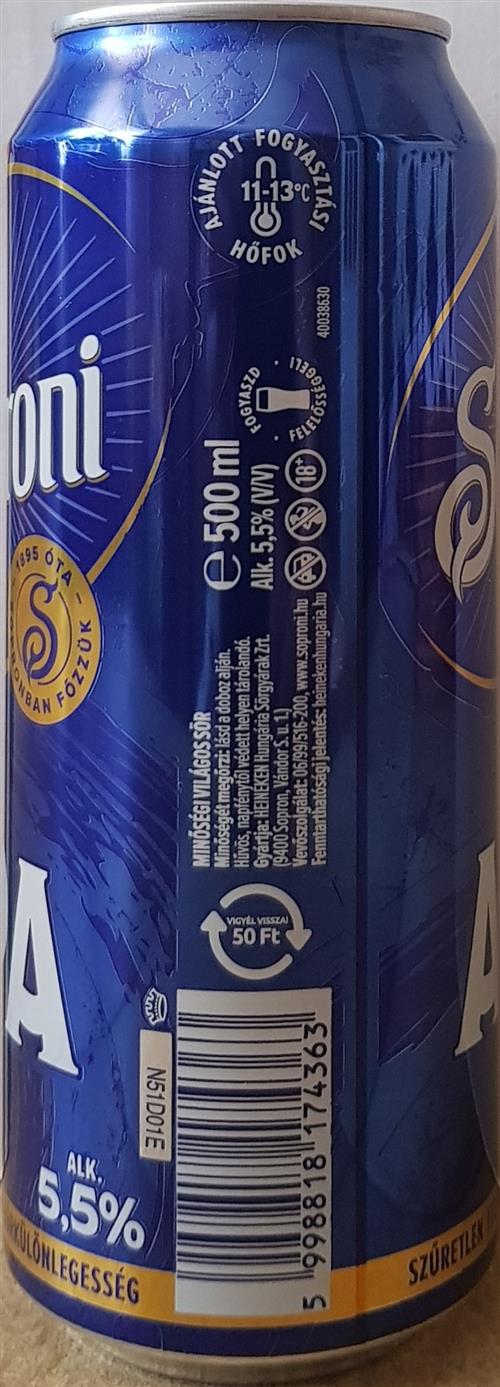 AJÁNLOTT FOGYASZTÁSI
11-13°C
HŐFOK
40038630
FOGYASZD
FELELŐSSÉGGEL!
oni
1895 ÓTA
FŐZZÜK
e 500 ml
Alk. 5,5% (V/V)
18+
MINŐSÉGI VILÁGOS SÖR
Minőségét megőrzi: lásd a doboz alján.
Hűvös, napfénytől védett helyen tárolandó.
Gyártja: HEINEKEN Hungária Sörgyárak Zrt.
(9400 Sopron, Vándor S. u. 1.)
Vevőszolgálat: 06/99/516-200, www.soproni.hu
Fenntarthatósági jelentés: heinekenhungaria.hu
VIGYÉL VISSZA!
50 Ft
N51D01E
A
ALK.
5,5%
KÜLÖNLEGESSÉG
SZŰRETLEN
5 998818 174363